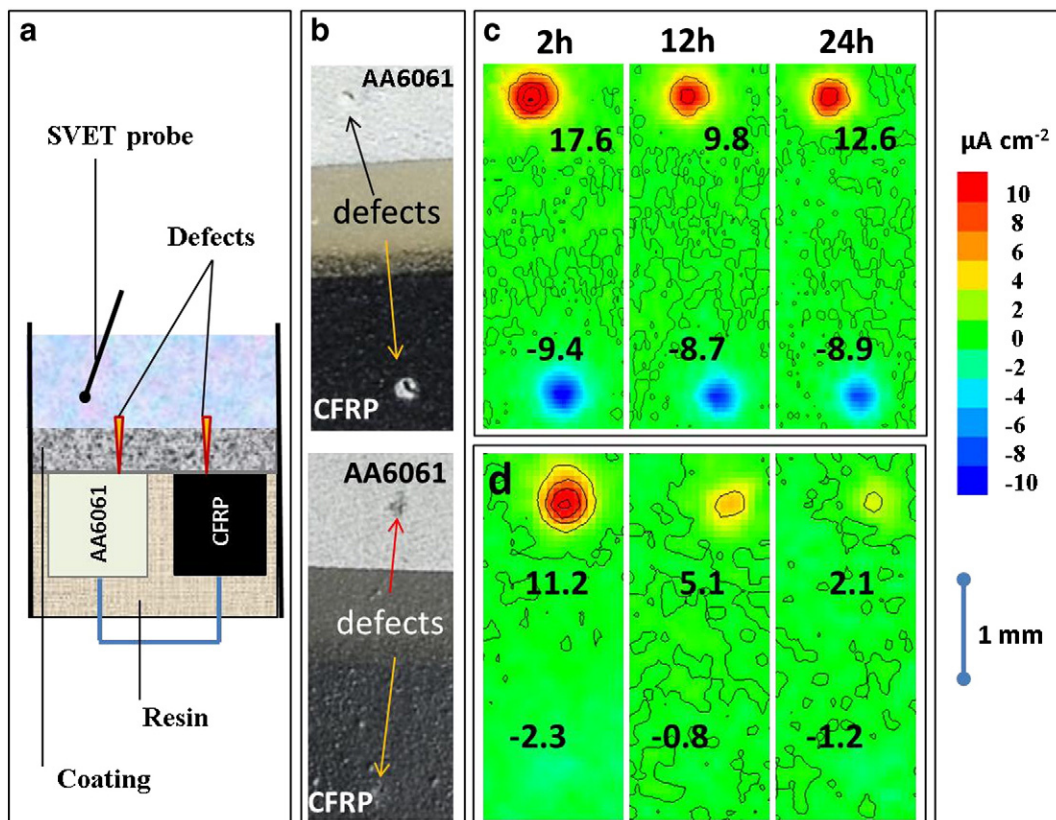 a
SVET probe
Defects
AA6061
CFRP
Resin
Coating
b
AA6061
defects
CFRP
AA6061
defects
CFRP
c
2h 12h 24h
17.6 9.8 12.6
-9.4 -8.7 -8.9
d
11.2 5.1 2.1
-2.3 -0.8 -1.2
µA cm-2
10
8
6
4
2
0
-2
-4
-6
-8
-10
1 mm